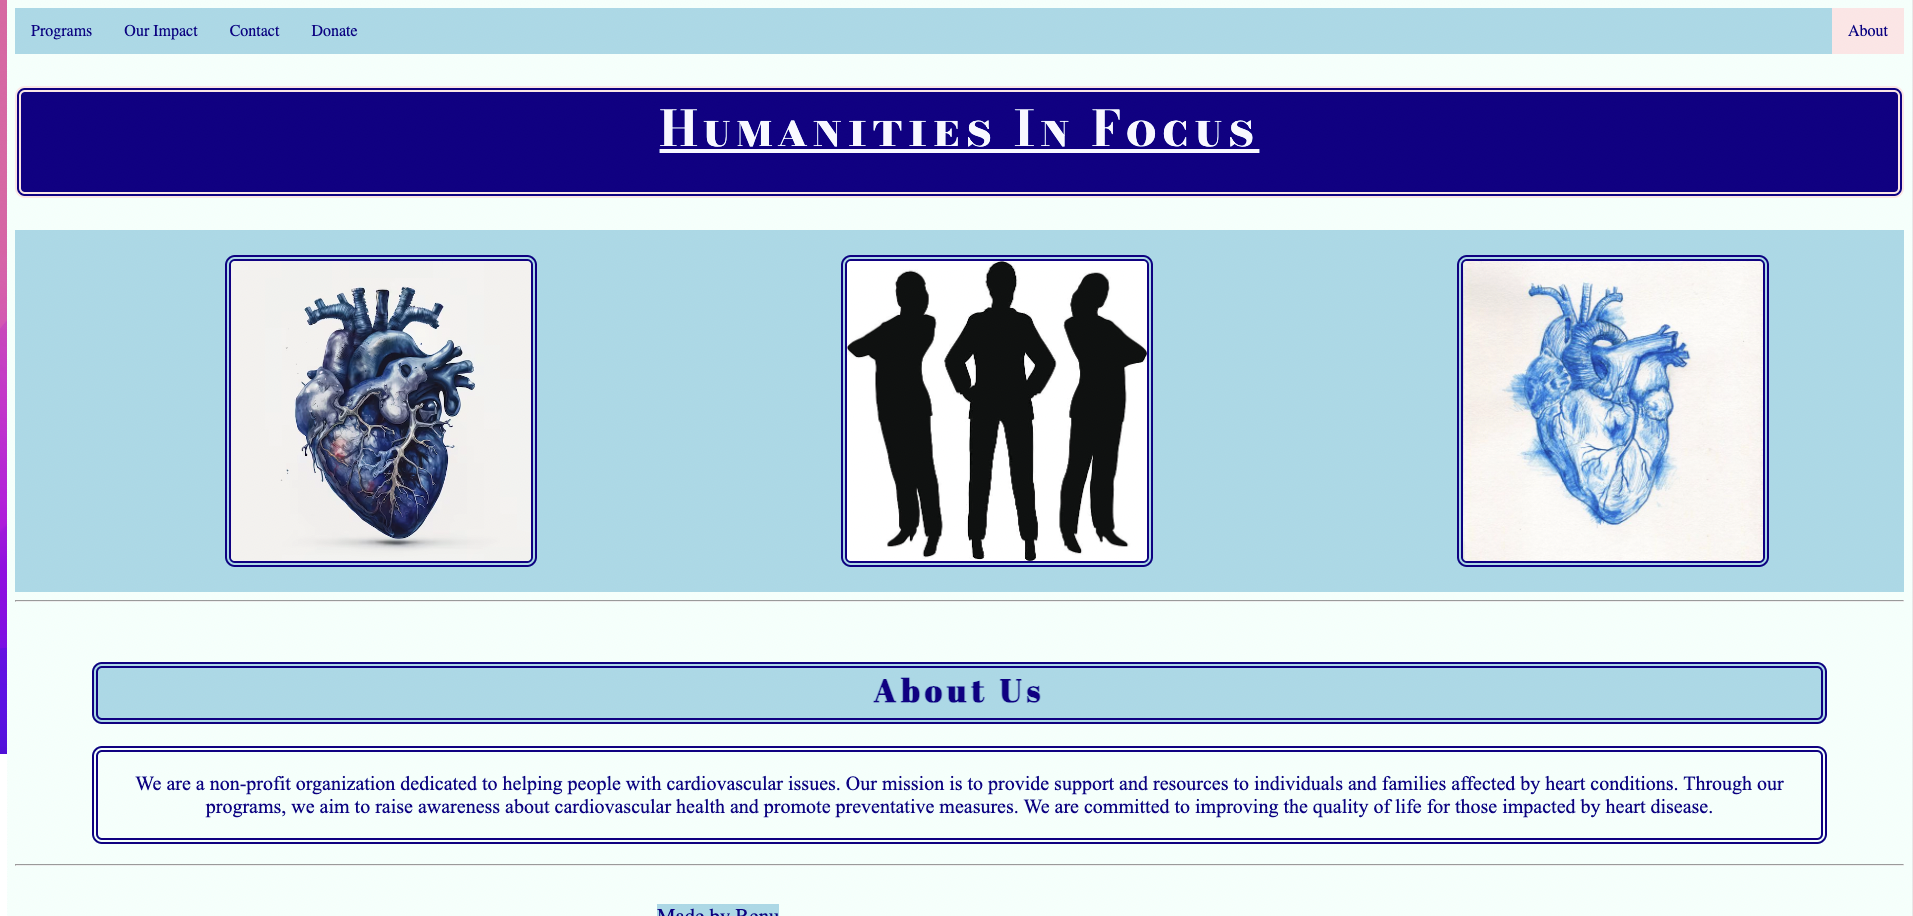 Programs Our Impact Contact Donate About
Humanities In Focus
About Us
We are a non-profit organization dedicated to helping people with cardiovascular issues. Our mission is to provide support and resources to individuals and families affected by heart conditions. Through our
programs, we aim to raise awareness about cardiovascular health and promote preventative measures. We are committed to improving the quality of life for those impacted by heart disease.
Made by Renu